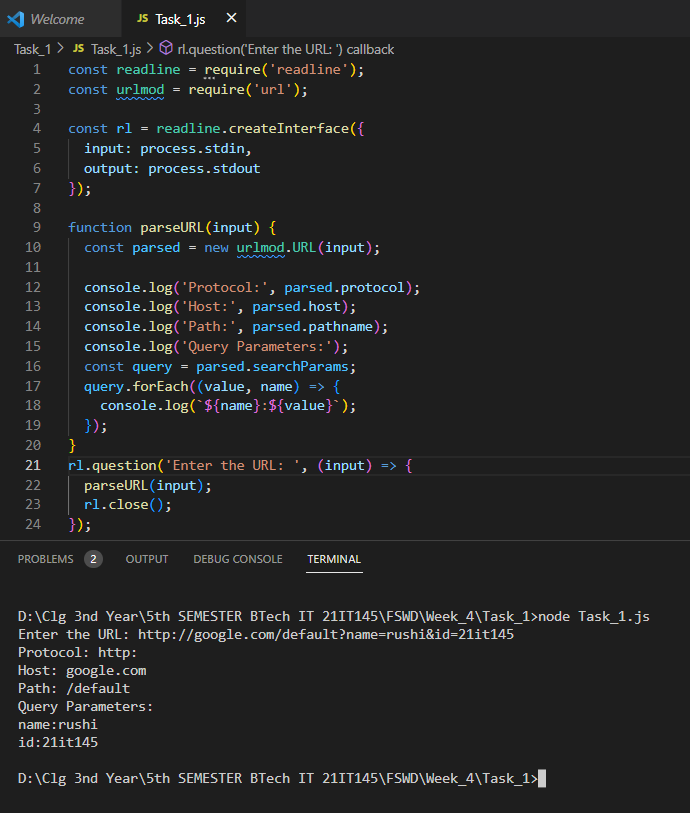 Welcome JS Task_1.js ×
Task_1 > JS Task_1.js > rl.question('Enter the URL: ') callback
1 const readline = require('readline');
2 const urlmod = require('url');
3
4 const rl = readline.createInterface({
5   input: process.stdin,
6   output: process.stdout
7 });
8
9 function parseURL(input) {
10   const parsed = new urlmod.URL(input);
11
12   console.log('Protocol:', parsed.protocol);
13   console.log('Host:', parsed.host);
14   console.log('Path:', parsed.pathname);
15   console.log('Query Parameters:');
16   const query = parsed.searchParams;
17   query.forEach((value, name) => {
18     console.log(`${name}:${value}`);
19   });
20 }
21 rl.question('Enter the URL: ', (input) => {
22   parseURL(input);
23   rl.close();
24 });
PROBLEMS 2 OUTPUT DEBUG CONSOLE TERMINAL
D:\Clg 3nd Year\5th SEMESTER BTech IT 21IT145\FSWD\Week_4\Task_1>node Task_1.js
Enter the URL: http://google.com/default?name=rushi&id=21it145
Protocol: http:
Host: google.com
Path: /default
Query Parameters:
name:rushi
id:21it145
D:\Clg 3nd Year\5th SEMESTER BTech IT 21IT145\FSWD\Week_4\Task_1>